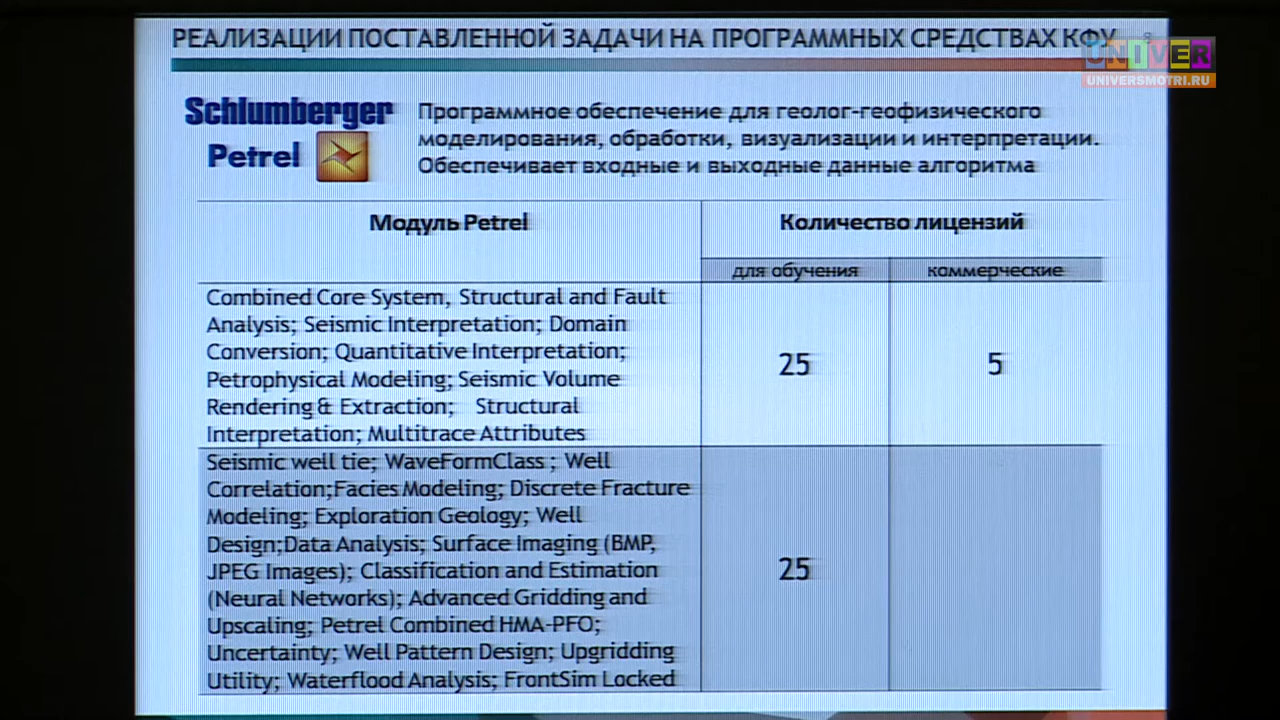 РЕАЛИЗАЦИИ ПОСТАВЛЕННОЙ ЗАДАЧИ НА ПРОГРАММНЫХ СРЕДСТВАХ КФУ
UNIVER
UNIVERSMOTRI.RU
Schlumberger
Petrel
Программное обеспечение для геолог-геофизического
моделирования, обработки, визуализации и интерпретации.
Обеспечивает входные и выходные данные алгоритма
Модуль Petrel
Количество лицензий
для обучения
коммерческие
Combined Core System, Structural and Fault
Analysis; Seismic Interpretation; Domain
Conversion; Quantitative Interpretation;
Petrophysical Modeling; Seismic Volume
Rendering & Extraction; Structural
Interpretation; Multitrace Attributes
25
5
Seismic well tie; WaveFormClass ; Well
Correlation;Facies Modeling; Discrete Fracture
Modeling; Exploration Geology; Well
Design;Data Analysis; Surface Imaging (BMP,
JPEG Images); Classification and Estimation
(Neural Networks); Advanced Gridding and
Upscaling; Petrel Combined HMA-PFO;
Uncertainty; Well Pattern Design; Upgridding
Utility; Waterflood Analysis; FrontSim Locked
25